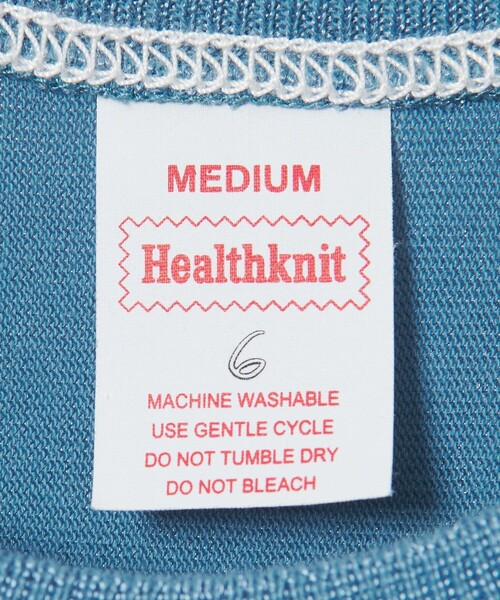 MEDIUM
Healthknit
6
MACHINE WASHABLE
USE GENTLE CYCLE
DO NOT TUMBLE DRY
DO NOT BLEACH